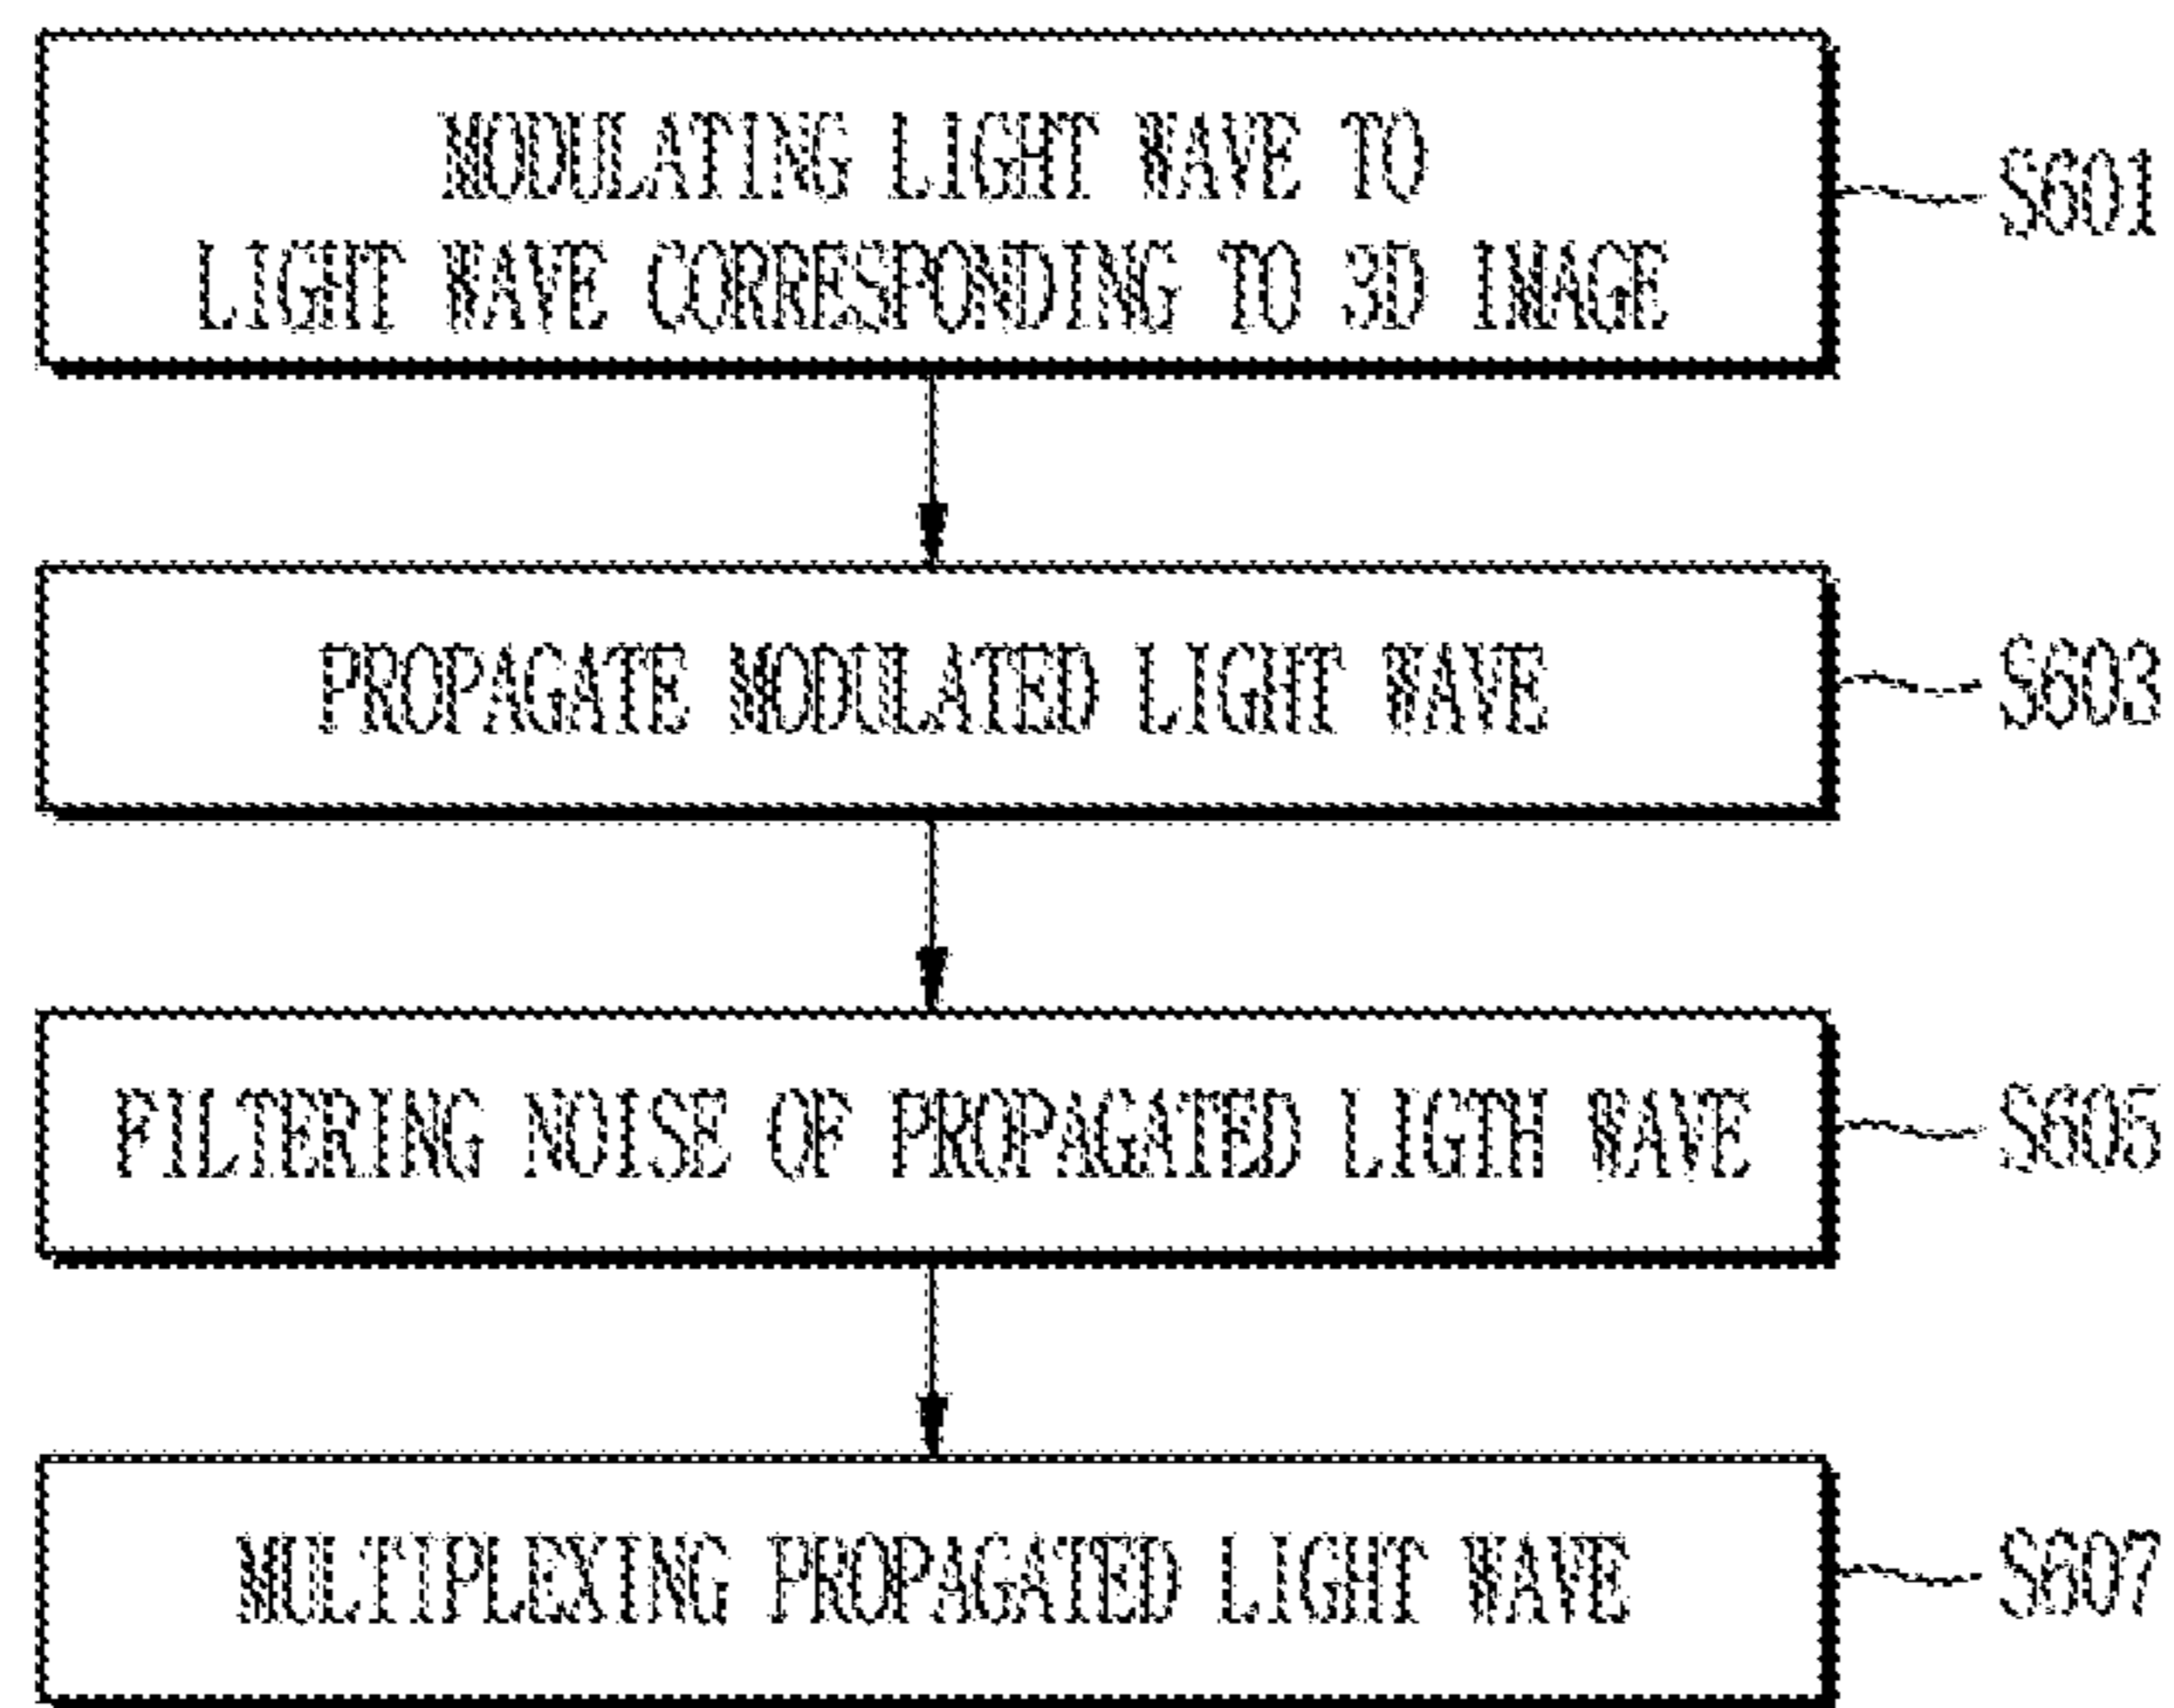 MODULATING LIGHT WAVE TO
LIGHT WAVE CORRESPONDING TO 3D IMAGE
S601
PROPAGATE MODULATED LIGHT WAVE
S603
FILTERING NOISE OF PROPAGATED LIGTH WAVE
S605
MULTIPLEXING PROPAGATED LIGHT WAVE
S607